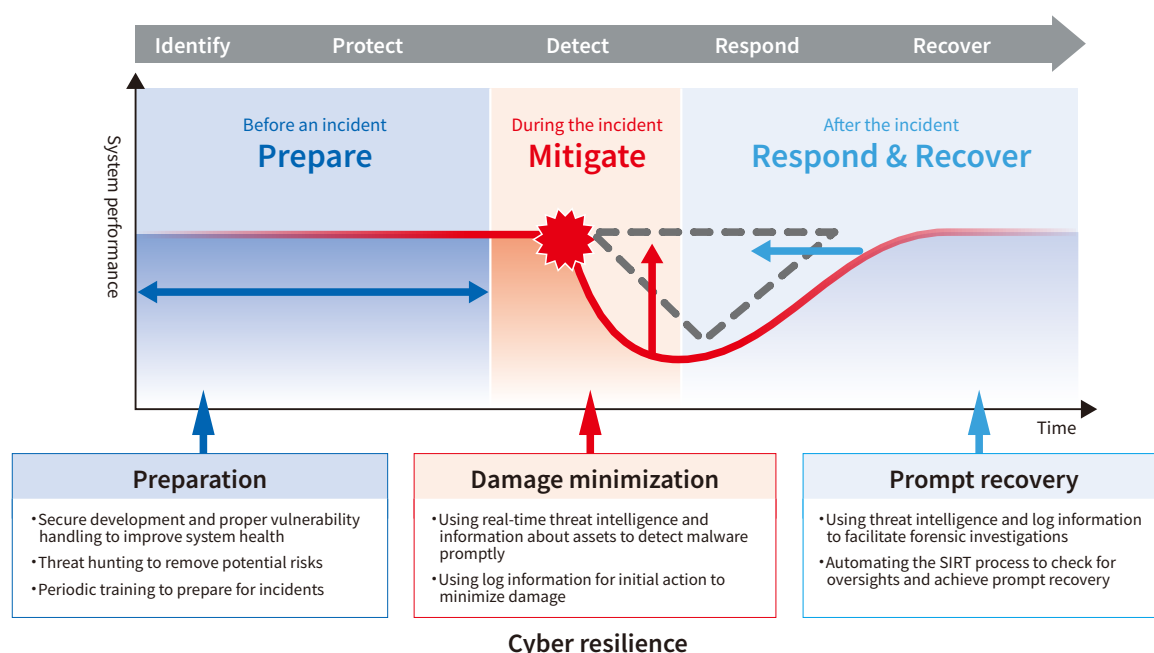 Identify Protect Detect Respond Recover
System performance
Before an incident
Prepare
During the incident
Mitigate
After the incident
Respond & Recover
Time
Preparation
・Secure development and proper vulnerability
handling to improve system health
・Threat hunting to remove potential risks
・Periodic training to prepare for incidents
Damage minimization
・Using real-time threat intelligence and
information about assets to detect malware
promptly
・Using log information for initial action to
minimize damage
Prompt recovery
・Using threat intelligence and log information
to facilitate forensic investigations
・Automating the SIRT process to check for
oversights and achieve prompt recovery
Cyber resilience